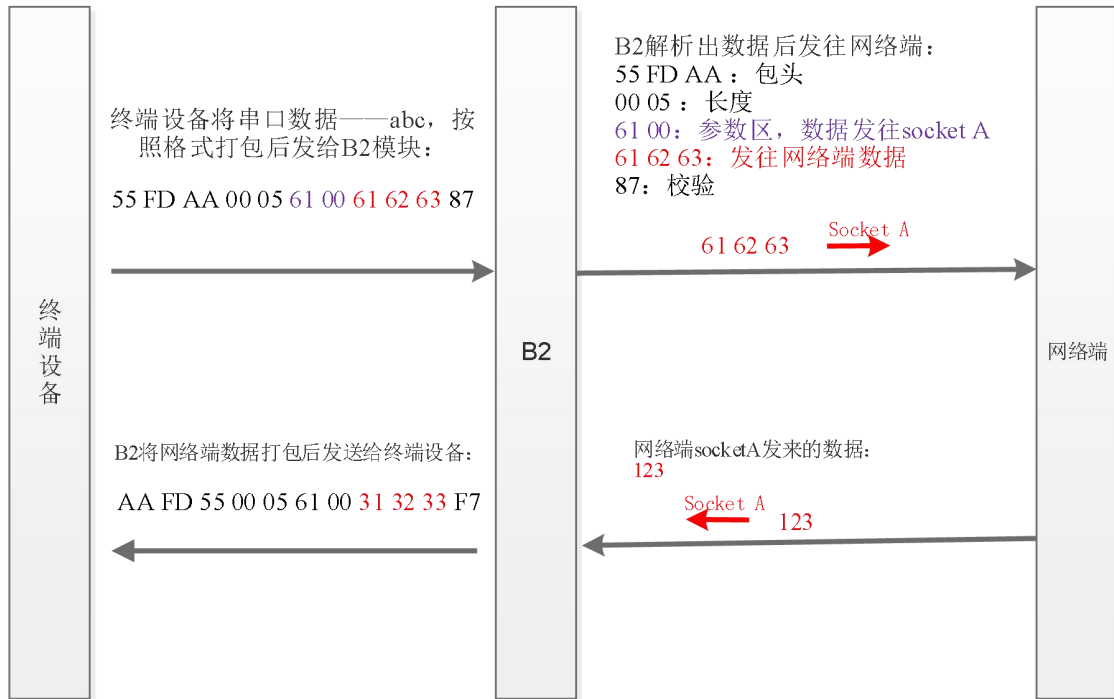 终端设备将串口数据——abc，按
照格式打包后发给B2模块：
55 FD AA 00 05 61 00 61 62 63 87
B2解析出数据后发往网络端：
55 FD AA：包头
00 05：长度
61 00：参数区，数据发往socket A
61 62 63：发往网络端数据
87：校验
61 62 63
Socket A
终端设备
B2
网络端
B2将网络端数据打包后发送给终端设备：
AA FD 55 00 05 61 00 31 32 33 F7
网络端socketA发来的数据：
123
Socket A
123